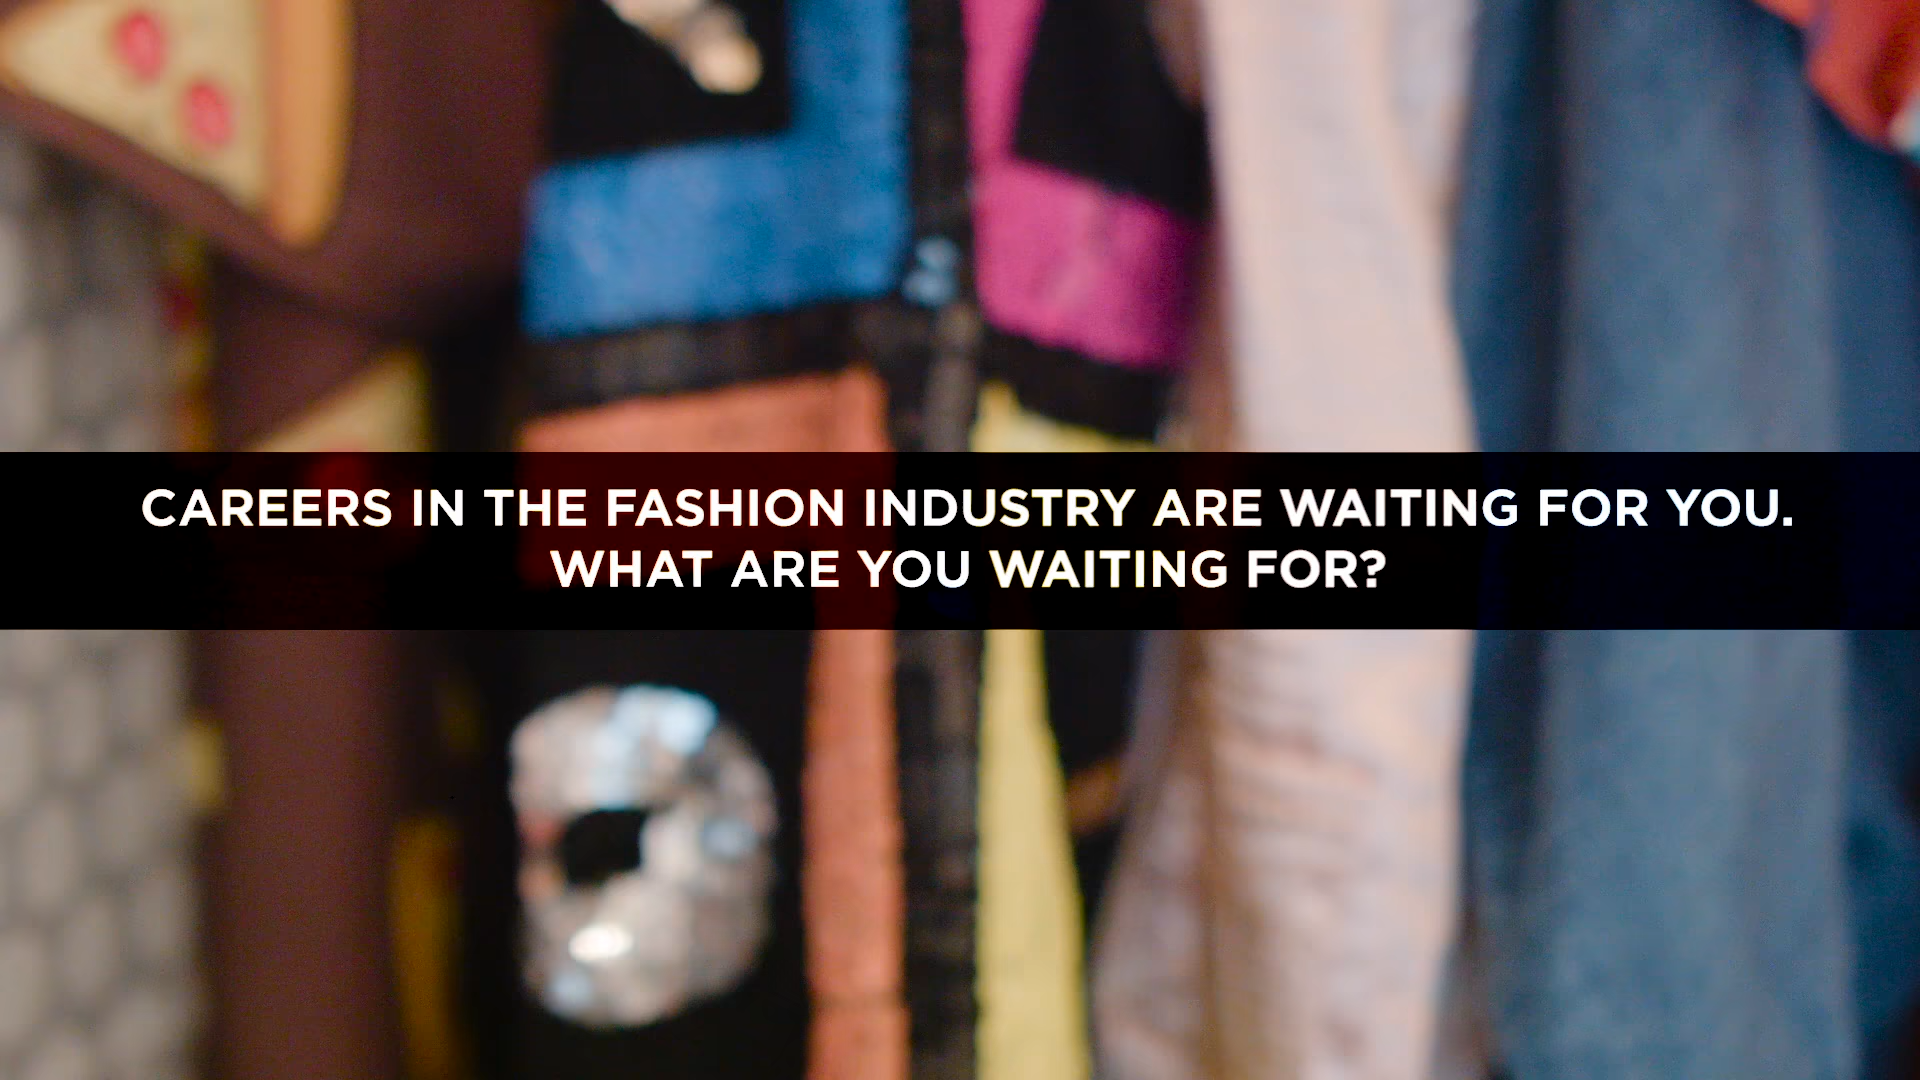 CAREERS IN THE FASHION INDUSTRY ARE WAITING FOR YOU.
WHAT ARE YOU WAITING FOR?